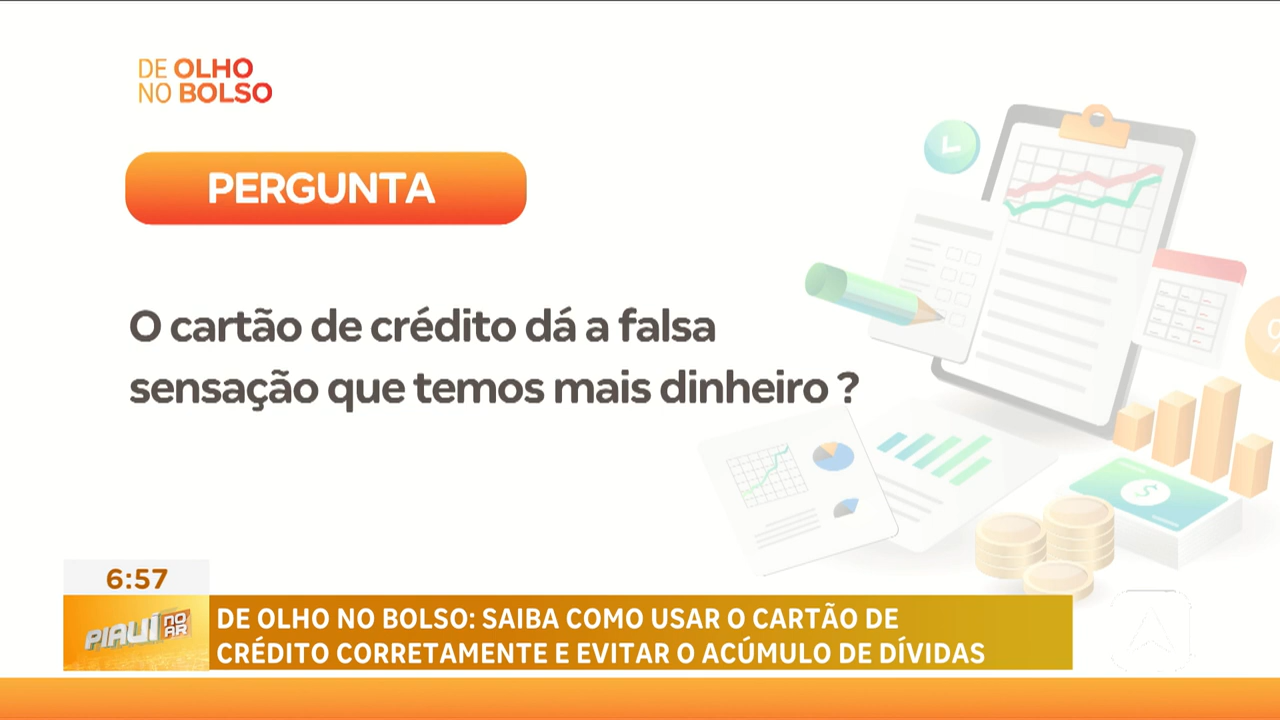 DE OLHO
NO BOLSO
PERGUNTA
O cartão de crédito dá a falsa
sensação que temos mais dinheiro ?
%
$
6:57
PIAUÍ NO AR
DE OLHO NO BOLSO: SAIBA COMO USAR O CARTÃO DE
CRÉDITO CORRETAMENTE E EVITAR O ACÚMULO DE DÍVIDAS